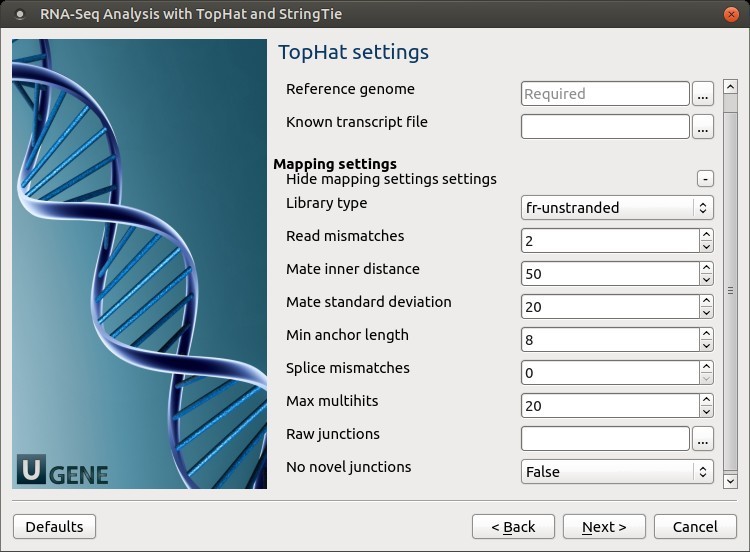 RNA-Seq Analysis with TopHat and StringTie
TopHat settings
Reference genome Required ...
Known transcript file ...
Mapping settings
Hide mapping settings settings -
Library type fr-unstranded
Read mismatches 2
Mate inner distance 50
Mate standard deviation 20
Min anchor length 8
Splice mismatches 0
Max multihits 20
Raw junctions ...
No novel junctions False
UGENE
Defaults < Back Next > Cancel